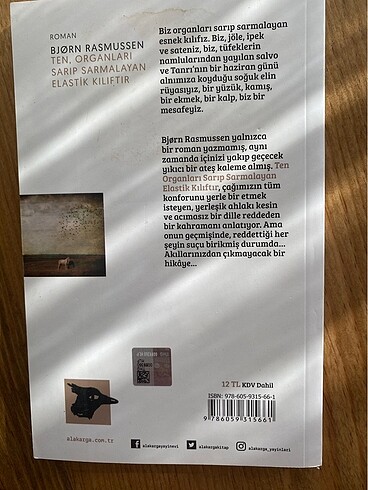 ROMAN
BJØRN RASMUSSEN
TEN, ORGANLARI
SARIP SARMALAYAN
ELASTİK KILIFTIR
Biz organları sarıp sarmalayan
esnek kılıfız. Biz, jöle, ipek
ve sateniz, biz, tüfeklerin
namlularından yayılan salvo
ve Tanrı'nın bir haziran günü
alnımıza koyduğu soğuk elin
rüyasıyız, bir yüzük, kamış,
bir ekmek, bir kalp, biz bir
mesafeyiz.
Bjørn Rasmussen yalnızca
bir roman yazmamış, aynı
zamanda içinizi yakıp geçecek
yıkıcı bir ateş kaleme almış. Ten
Organları Sarıp Sarmalayan
Elastik Kılıftır, çağımızın tüm
konforunu yerle bir etmek
isteyen, yerleşik ahlakı kesin
ve acımasız bir dille reddeden
bir kahramanı anlatıyor. Ama
onun geçmişinde, reddettiği her
şeyin suçu birikmiş durumda...
Akıllarınızdan çıkmayacak bir
hikâye...
12 TL KDV Dahil
ISBN: 978-605-9315-66-1
9 786059 315661
alakarga.com.tr
alakargayayinevi
alakargakitap
alakarga_yayinlari